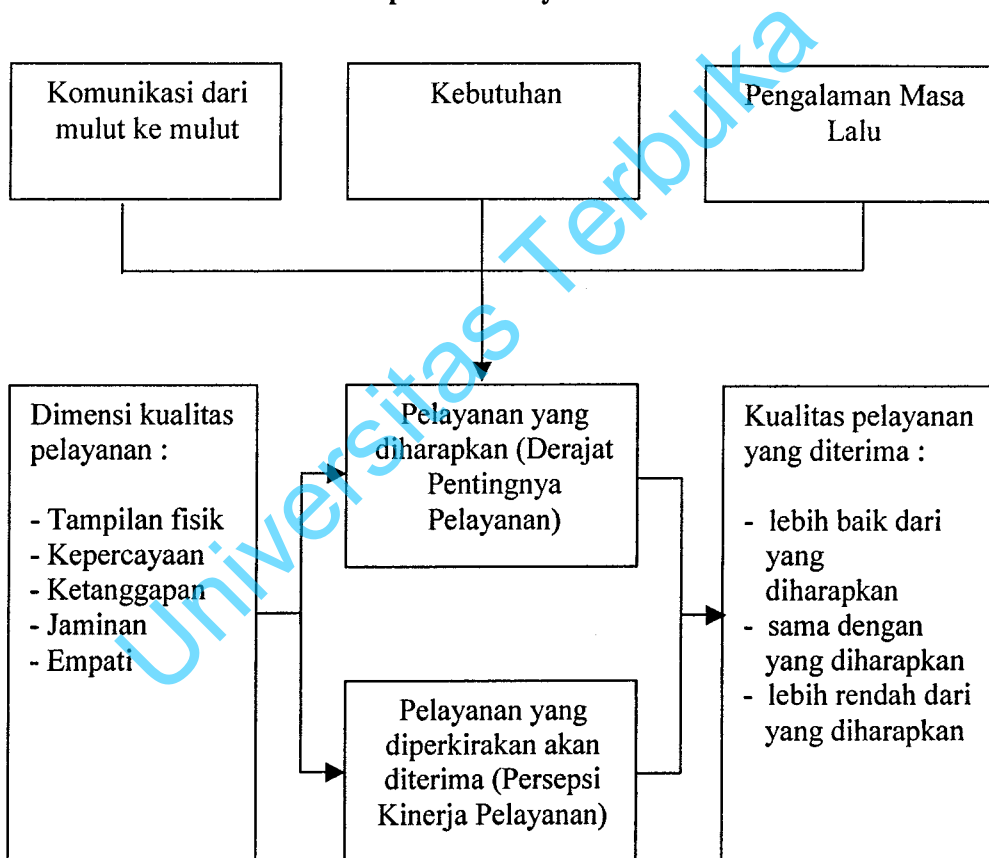 Komunikasi dari
mulut ke mulut
Kebutuhan
Pengalaman Masa
Lalu
Dimensi kualitas
pelayanan :
- Tampilan fisik
- Kepercayaan
- Ketanggapan
- Jaminan
- Empati
Pelayanan yang
diharapkan (Derajat
Pentingnya
Pelayanan)
Pelayanan yang
diperkirakan akan
diterima (Persepsi
Kinerja Pelayanan)
Kualitas pelayanan
yang diterima :
- lebih baik dari
yang
diharapkan
- sama dengan
yang diharapkan
- lebih rendah dari
yang diharapkan
Universitas Terbuka